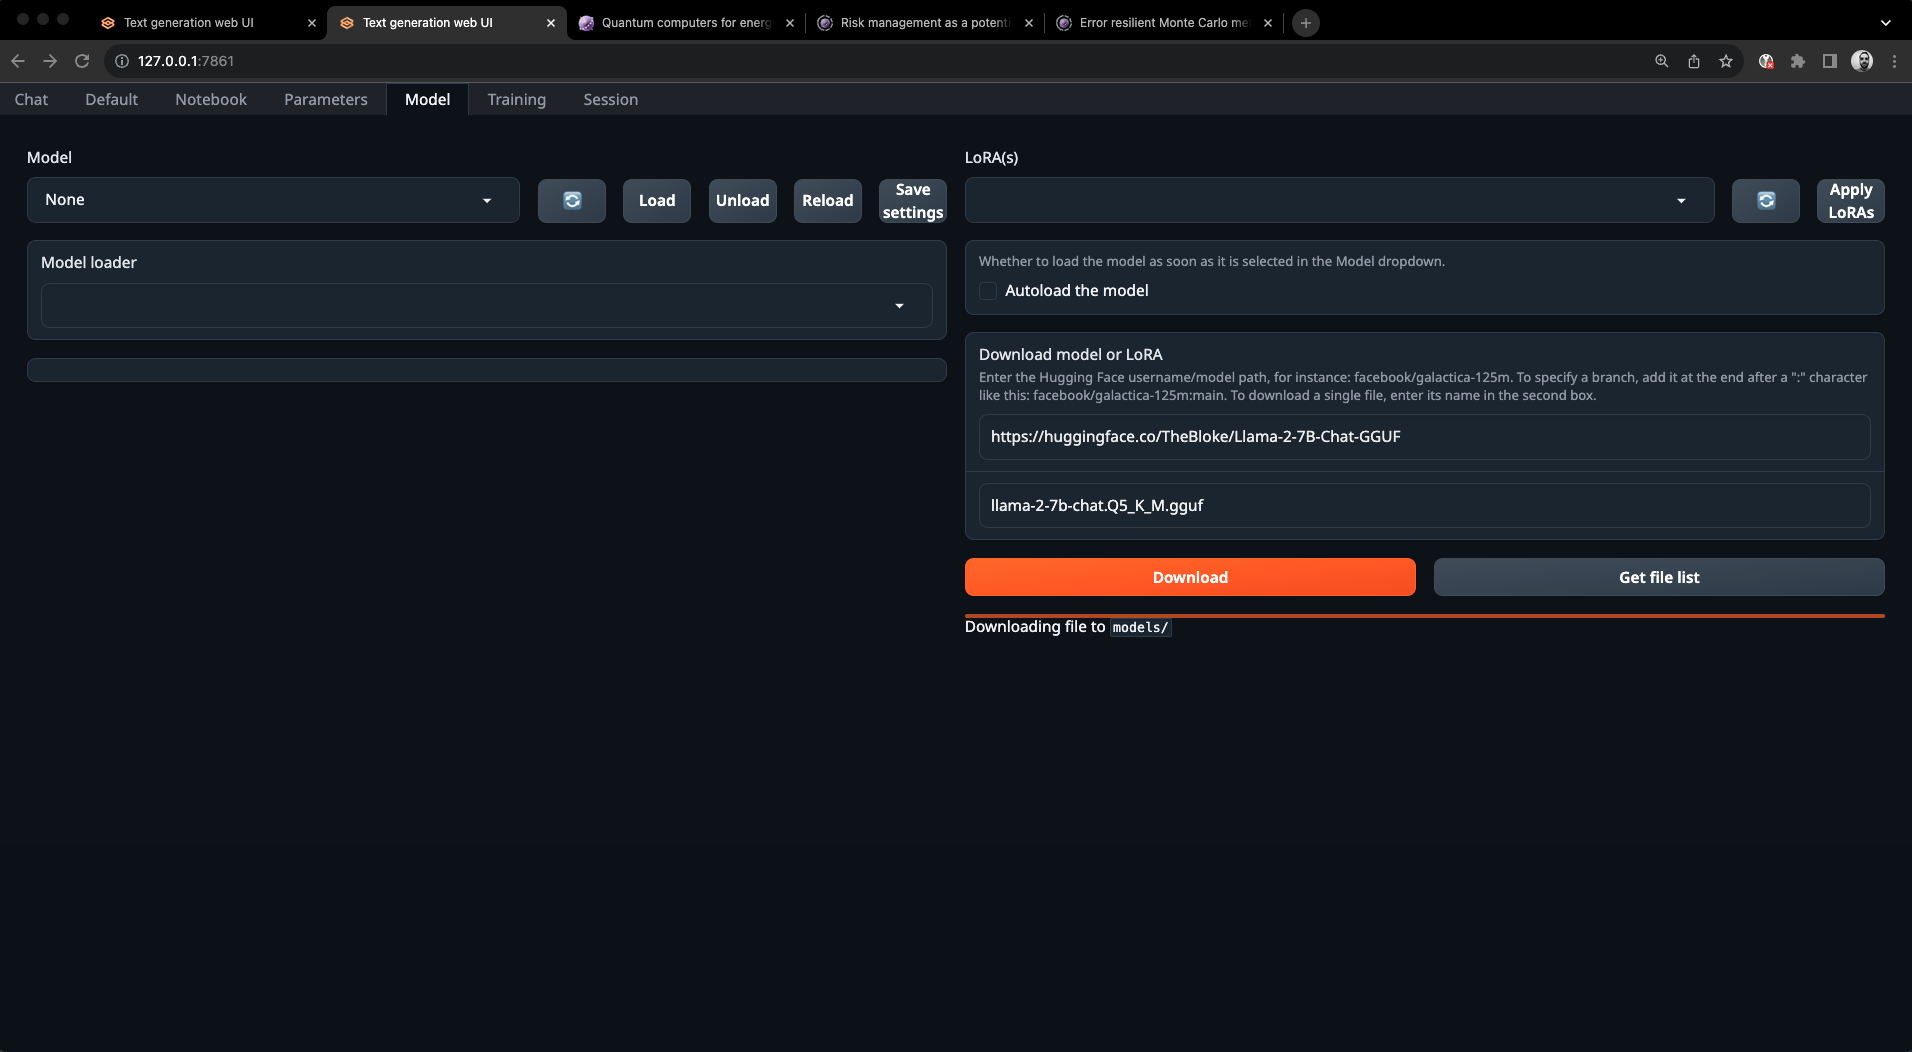 Text generation web UI
Text generation web UI
Quantum computers for energ
Risk management as a potenti
Error resilient Monte Carlo me
127.0.0.1:7861
Chat Default Notebook Parameters Model Training Session
Model
None
Load
Unload
Reload
Save
settings
Model loader
LoRA(s)
Apply
LoRAs
Whether to load the model as soon as it is selected in the Model dropdown.
Autoload the model
Download model or LoRA
Enter the Hugging Face username/model path, for instance: facebook/galactica-125m. To specify a branch, add it at the end after a ":" character
like this: facebook/galactica-125m:main. To download a single file, enter its name in the second box.
https://huggingface.co/TheBloke/Llama-2-7B-Chat-GGUF
llama-2-7b-chat.Q5_K_M.gguf
Download
Get file list
Downloading file to models/